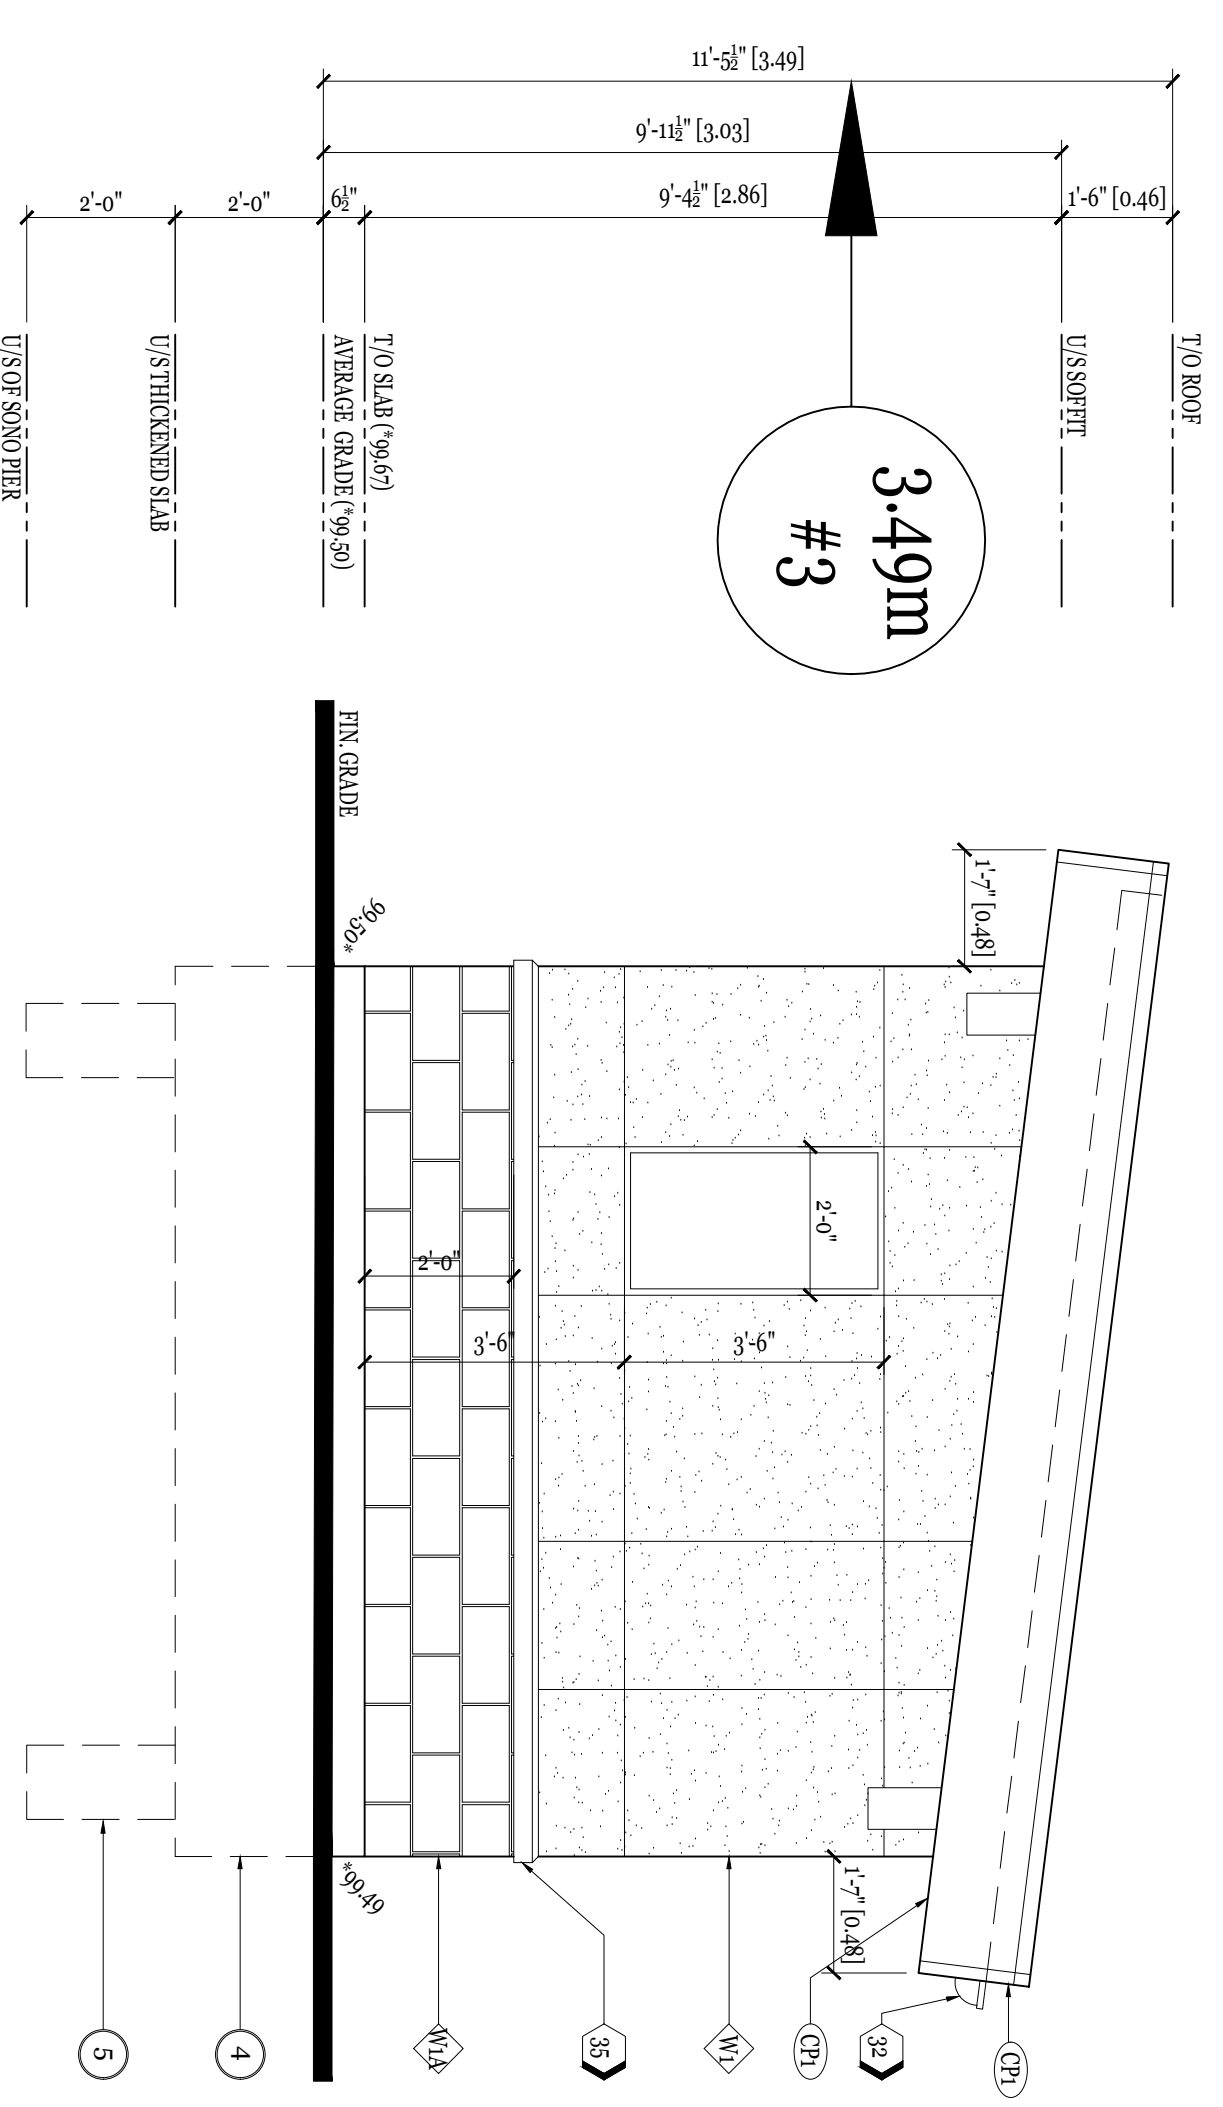 11'-5½" [3.49]
9'-11½" [3.03]
2'-0"
2'-0"
6½"
9'-4½" [2.86]
1'-6" [0.46]
T/O ROOF
U/S SOFFIT
3.49m
#3
T/O SLAB (*99.67)
AVERAGE GRADE (*99.50)
U/S THICKENED SLAB
U/S OF SONO PIER
FIN. GRADE
1'-7" [0.48]
99.50*
2'-0"
2'-0"
3'-6"
3'-6"
*99.49
1'-7" [0.48]
CP1
32
CP1
W1
35
W1A
4
5